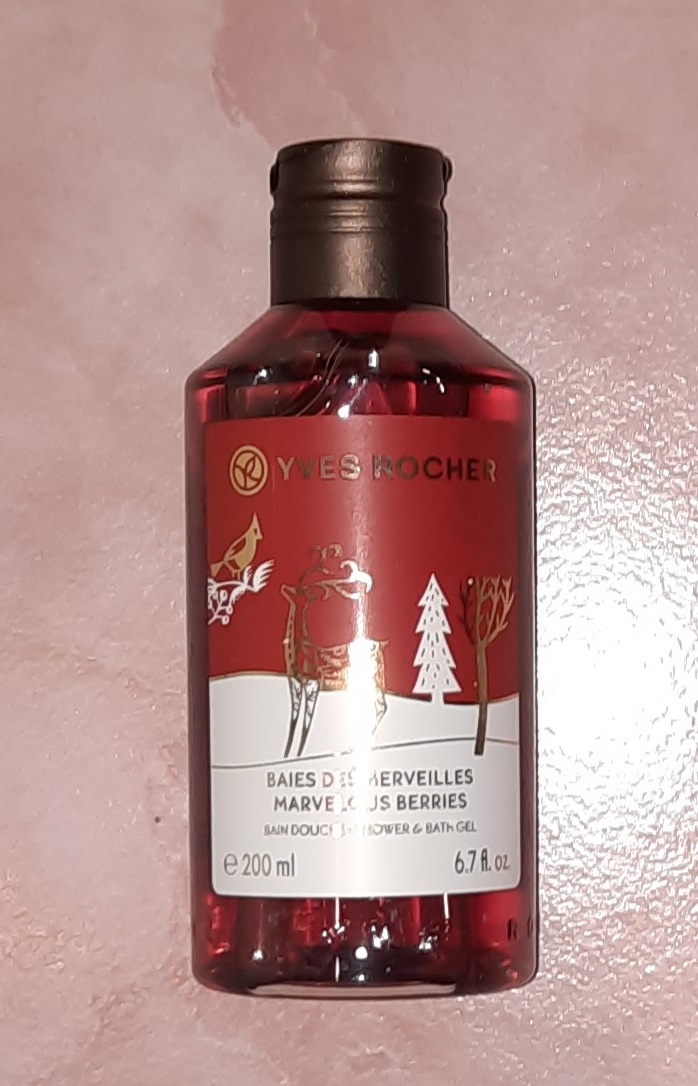 YVES ROCHER
BAIES DES MERVEILLES
MARVELOUS BERRIES
BAIN DOUCHE SHOWER & BATH GEL
e 200 ml 6.7 fl. oz.